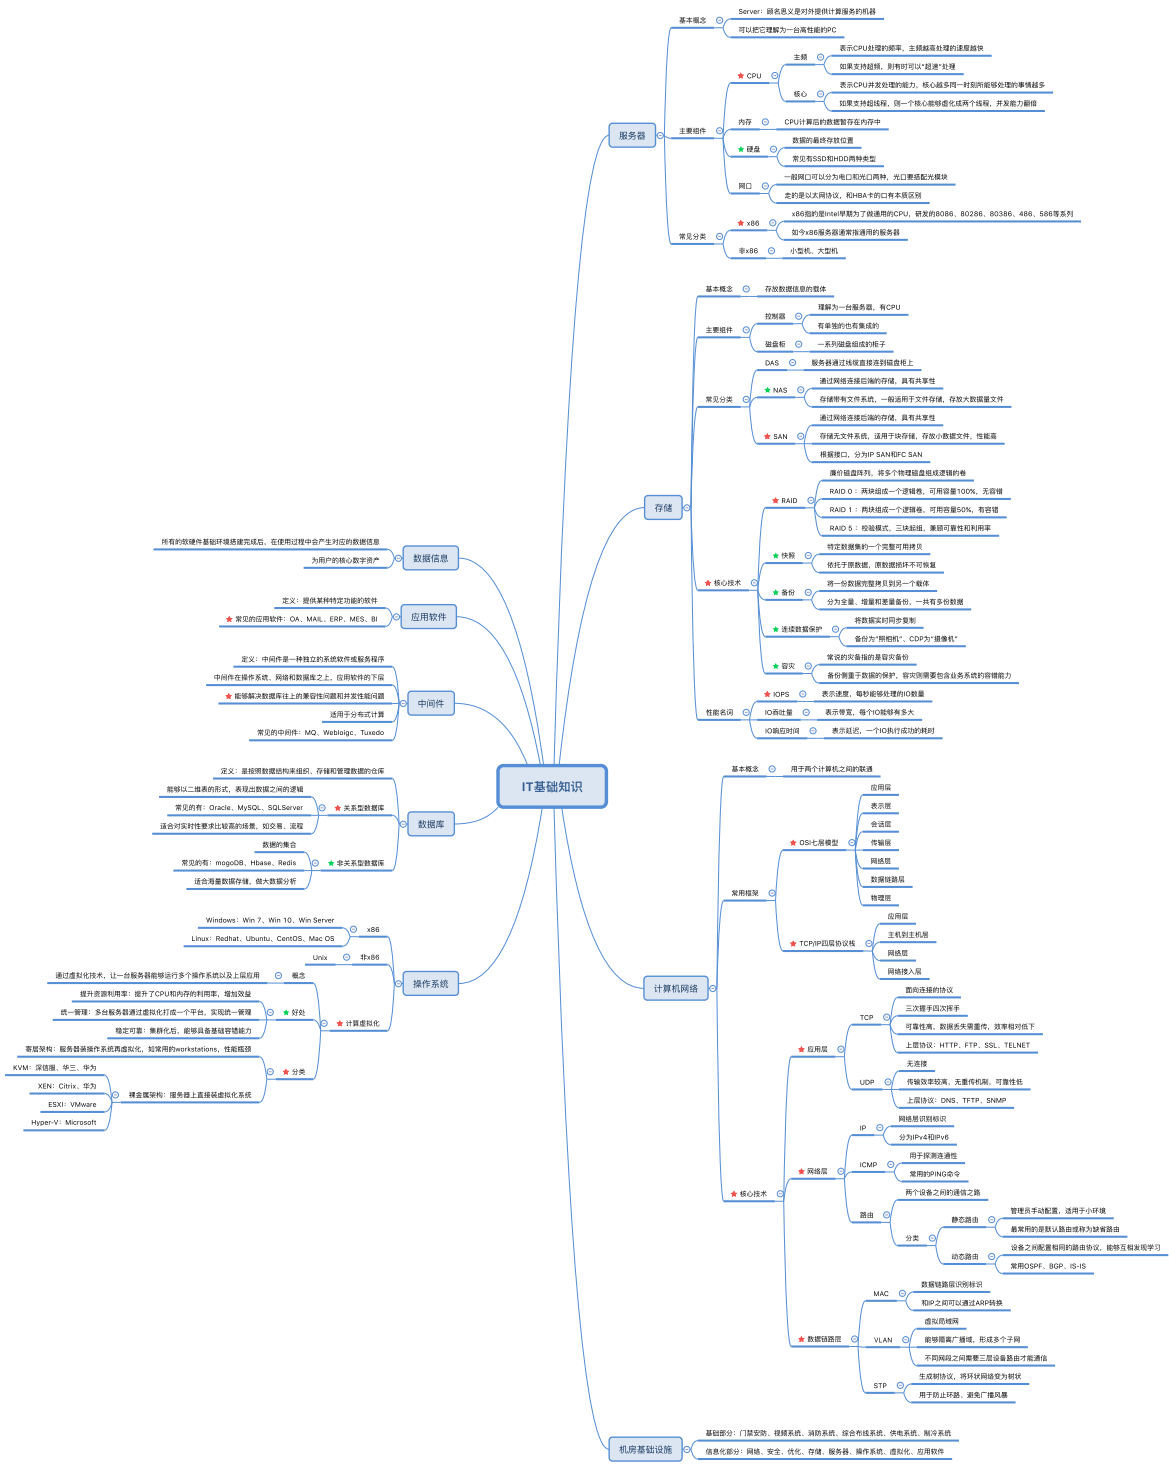 IT基础知识
服务器
基本概念
Server：顾名思义是对外提供计算服务的机器
可以把它理解为一台高性能的PC
主要组件
CPU
主频
表示CPU处理的频率，主频越高处理的速度越快
如果支持超频，则有时可以“超速”处理
核心
表示CPU并发处理的能力，核心越多同一时刻所能够处理的事情越多
如果支持超线程，则一个核心能够虚化成两个线程，并发能力翻倍
内存
CPU计算后的数据暂存在内存中
硬盘
数据的最终存放位置
常见有SSD和HDD两种类型
网口
一般网口可以分为电口和光口两种，光口要搭配光模块
走的是以太网协议，和HBA卡的口有本质区别
常见分类
x86
x86指的是Intel早期为了做通用的CPU，研发的8086、80286、80386、486、586等系列
如今x86服务器通常指通用的服务器
非x86
小型机、大型机
存储
基本概念
存放数据信息的载体
主要组件
控制器
理解为一台服务器，有CPU
有单独的也有集成的
磁盘柜
一系列磁盘组成的柜子
常见分类
DAS
服务器通过线缆直接连到磁盘柜上
NAS
通过网络连接后端的存储，具有共享性
存储带有文件系统，一般适用于文件存储，存放大数据量文件
SAN
通过网络连接后端的存储，具有共享性
存储无文件系统，适用于块存储，存放小数据文件，性能高
根据接口，分为IP SAN和FC SAN
核心技术
RAID
廉价磁盘阵列，将多个物理磁盘组成逻辑的卷
RAID 0 ：两块组成一个逻辑卷，可用容量100%，无容错
RAID 1 ：两块组成一个逻辑卷，可用容量50%，有容错
RAID 5 ：校验模式，三块起组，兼顾可靠性和利用率
快照
特定数据集的一个完整可用拷贝
依托于原数据，原数据损坏不可恢复
备份
将一份数据完整拷贝到另一个载体
分为全量、增量和差量备份，一共有多份数据
连续数据保护
将数据实时同步复制
备份为“照相机”、CDP为“摄像机”
容灾
常说的灾备指的是容灾备份
备份侧重于数据的保护，容灾则需要包含业务系统的容错能力
性能名词
IOPS
表示速度，每秒能够处理的IO数量
IO吞吐量
表示带宽，每个IO能够有多大
IO响应时间
表示延迟，一个IO执行成功的耗时
计算机网络
基本概念
用于两个计算机之间的联通
常用框架
OSI七层模型
应用层
表示层
会话层
传输层
网络层
数据链路层
物理层
TCP/IP四层协议栈
应用层
主机到主机层
网络层
网络接入层
核心技术
应用层
TCP
面向连接的协议
三次握手四次挥手
可靠性高，数据丢失需重传，效率相对低下
上层协议：HTTP、FTP、SSL、TELNET
UDP
无连接
传输效率较高，无重传机制，可靠性低
上层协议：DNS、TFTP、SNMP
网络层
IP
网络层识别标识
分为IPv4和IPv6
ICMP
用于探测连通性
常用的PING命令
路由
两个设备之间的通信之路
分类
静态路由
管理员手动配置，适用于小环境
最常用的是默认路由或称为缺省路由
动态路由
设备之间配置相同的路由协议，能够互相发现学习
常用OSPF、BGP、IS-IS
数据链路层
MAC
数据链路层识别标识
和IP之间可以通过ARP转换
VLAN
虚拟局域网
能够隔离广播域，形成多个子网
不同网段之间需要三层设备路由才能通信
STP
生成树协议，将环状网络变为树状
用于防止环路、避免广播风暴
机房基础设施
基础部分：门禁安防、视频系统、消防系统、综合布线系统、供电系统、制冷系统
信息化部分：网络、安全、优化、存储、服务器、操作系统、虚拟化、应用软件
数据信息
所有的软硬件基础环境搭建完成后，在使用过程中会产生对应的数据信息
为用户的核心数字资产
应用软件
定义：提供某种特定功能的软件
常见的应用软件：OA、MAIL、ERP、MES、BI
中间件
定义：中间件是一种独立的系统软件或服务程序
中间件在操作系统、网络和数据库之上，应用软件的下层
能够解决数据库往上的兼容性问题和并发性能问题
适用于分布式计算
常见的中间件：MQ、Webloigc、Tuxedo
数据库
定义：是按照数据结构来组织、存储和管理数据的仓库
关系型数据库
能够以二维表的形式，表现出数据之间的逻辑
常见的有：Oracle、MySQL、SQLServer
适合对实时性要求比较高的场景，如交易、流程
非关系型数据库
数据的集合
常见的有：mogoDB、Hbase、Redis
适合海量数据存储，做大数据分析
操作系统
x86
Windows：Win 7、Win 10、Win Server
Linux：Redhat、Ubuntu、CentOS、Mac OS
非x86
Unix
计算虚拟化
概念
通过虚拟化技术，让一台服务器能够运行多个操作系统以及上层应用
好处
提升资源利用率：提升了CPU和内存的利用率，增加效益
统一管理：多台服务器通过虚拟化打成一个平台，实现统一管理
稳定可靠：集群化后，能够具备基础容错能力
分类
寄居架构：服务器装操作系统再虚拟化，如常用的workstations，性能瓶颈
裸金属架构：服务器上直接装虚拟化系统
KVM：深信服、华三、华为
XEN：Citrix、华为
ESXI：VMware
Hyper-V：Microsoft